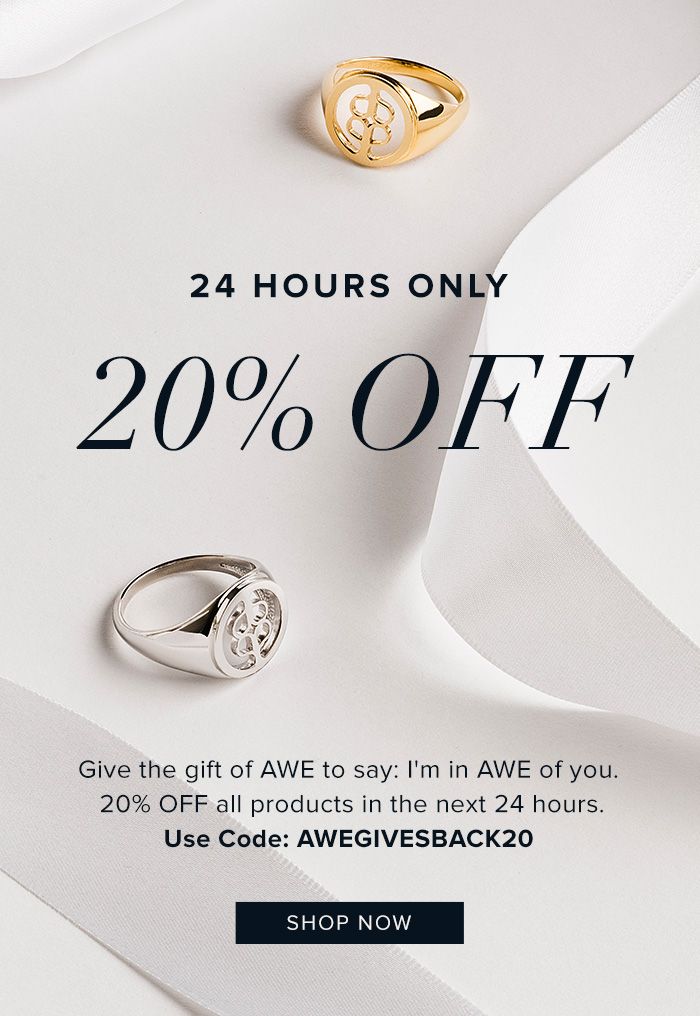 24 HOURS ONLY
20% OFF
Give the gift of AWE to say: I'm in AWE of you.
20% OFF all products in the next 24 hours.
Use Code: AWEGIVESBACK20
SHOP NOW